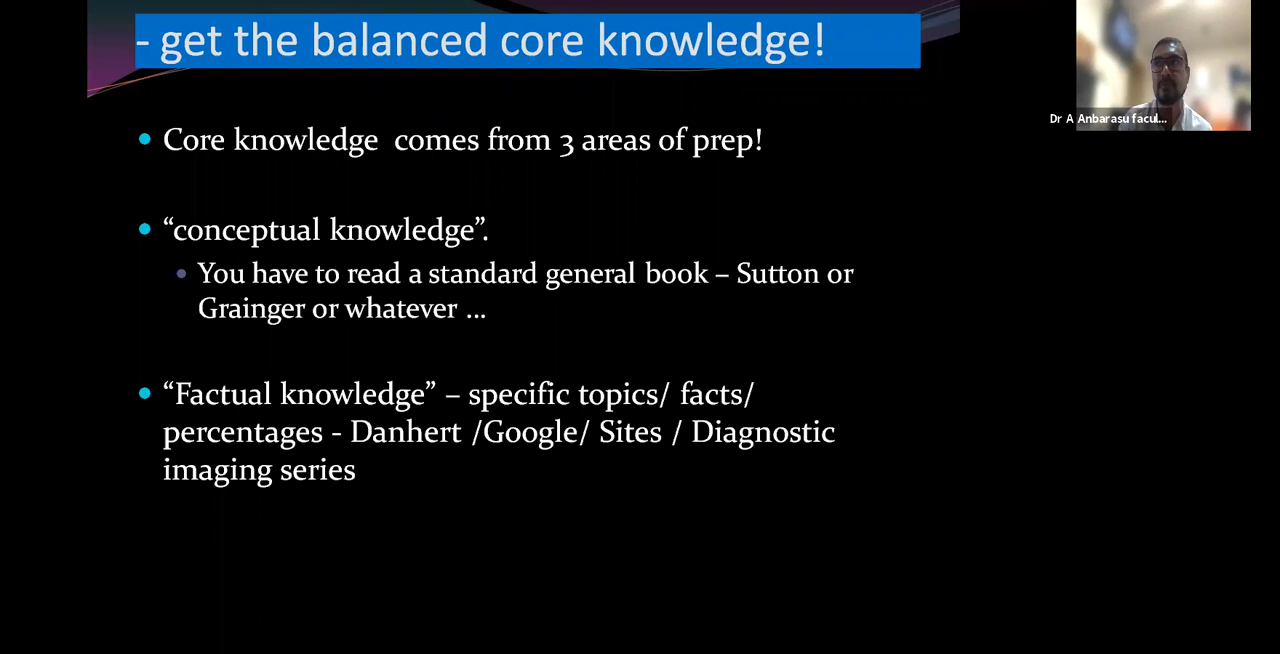 - get the balanced core knowledge!
Dr A Anbarasu facul...
Core knowledge comes from 3 areas of prep!
“conceptual knowledge”.
You have to read a standard general book – Sutton or
Grainger or whatever ...
“Factual knowledge” – specific topics/ facts/
percentages - Danhert /Google/ Sites / Diagnostic
imaging series